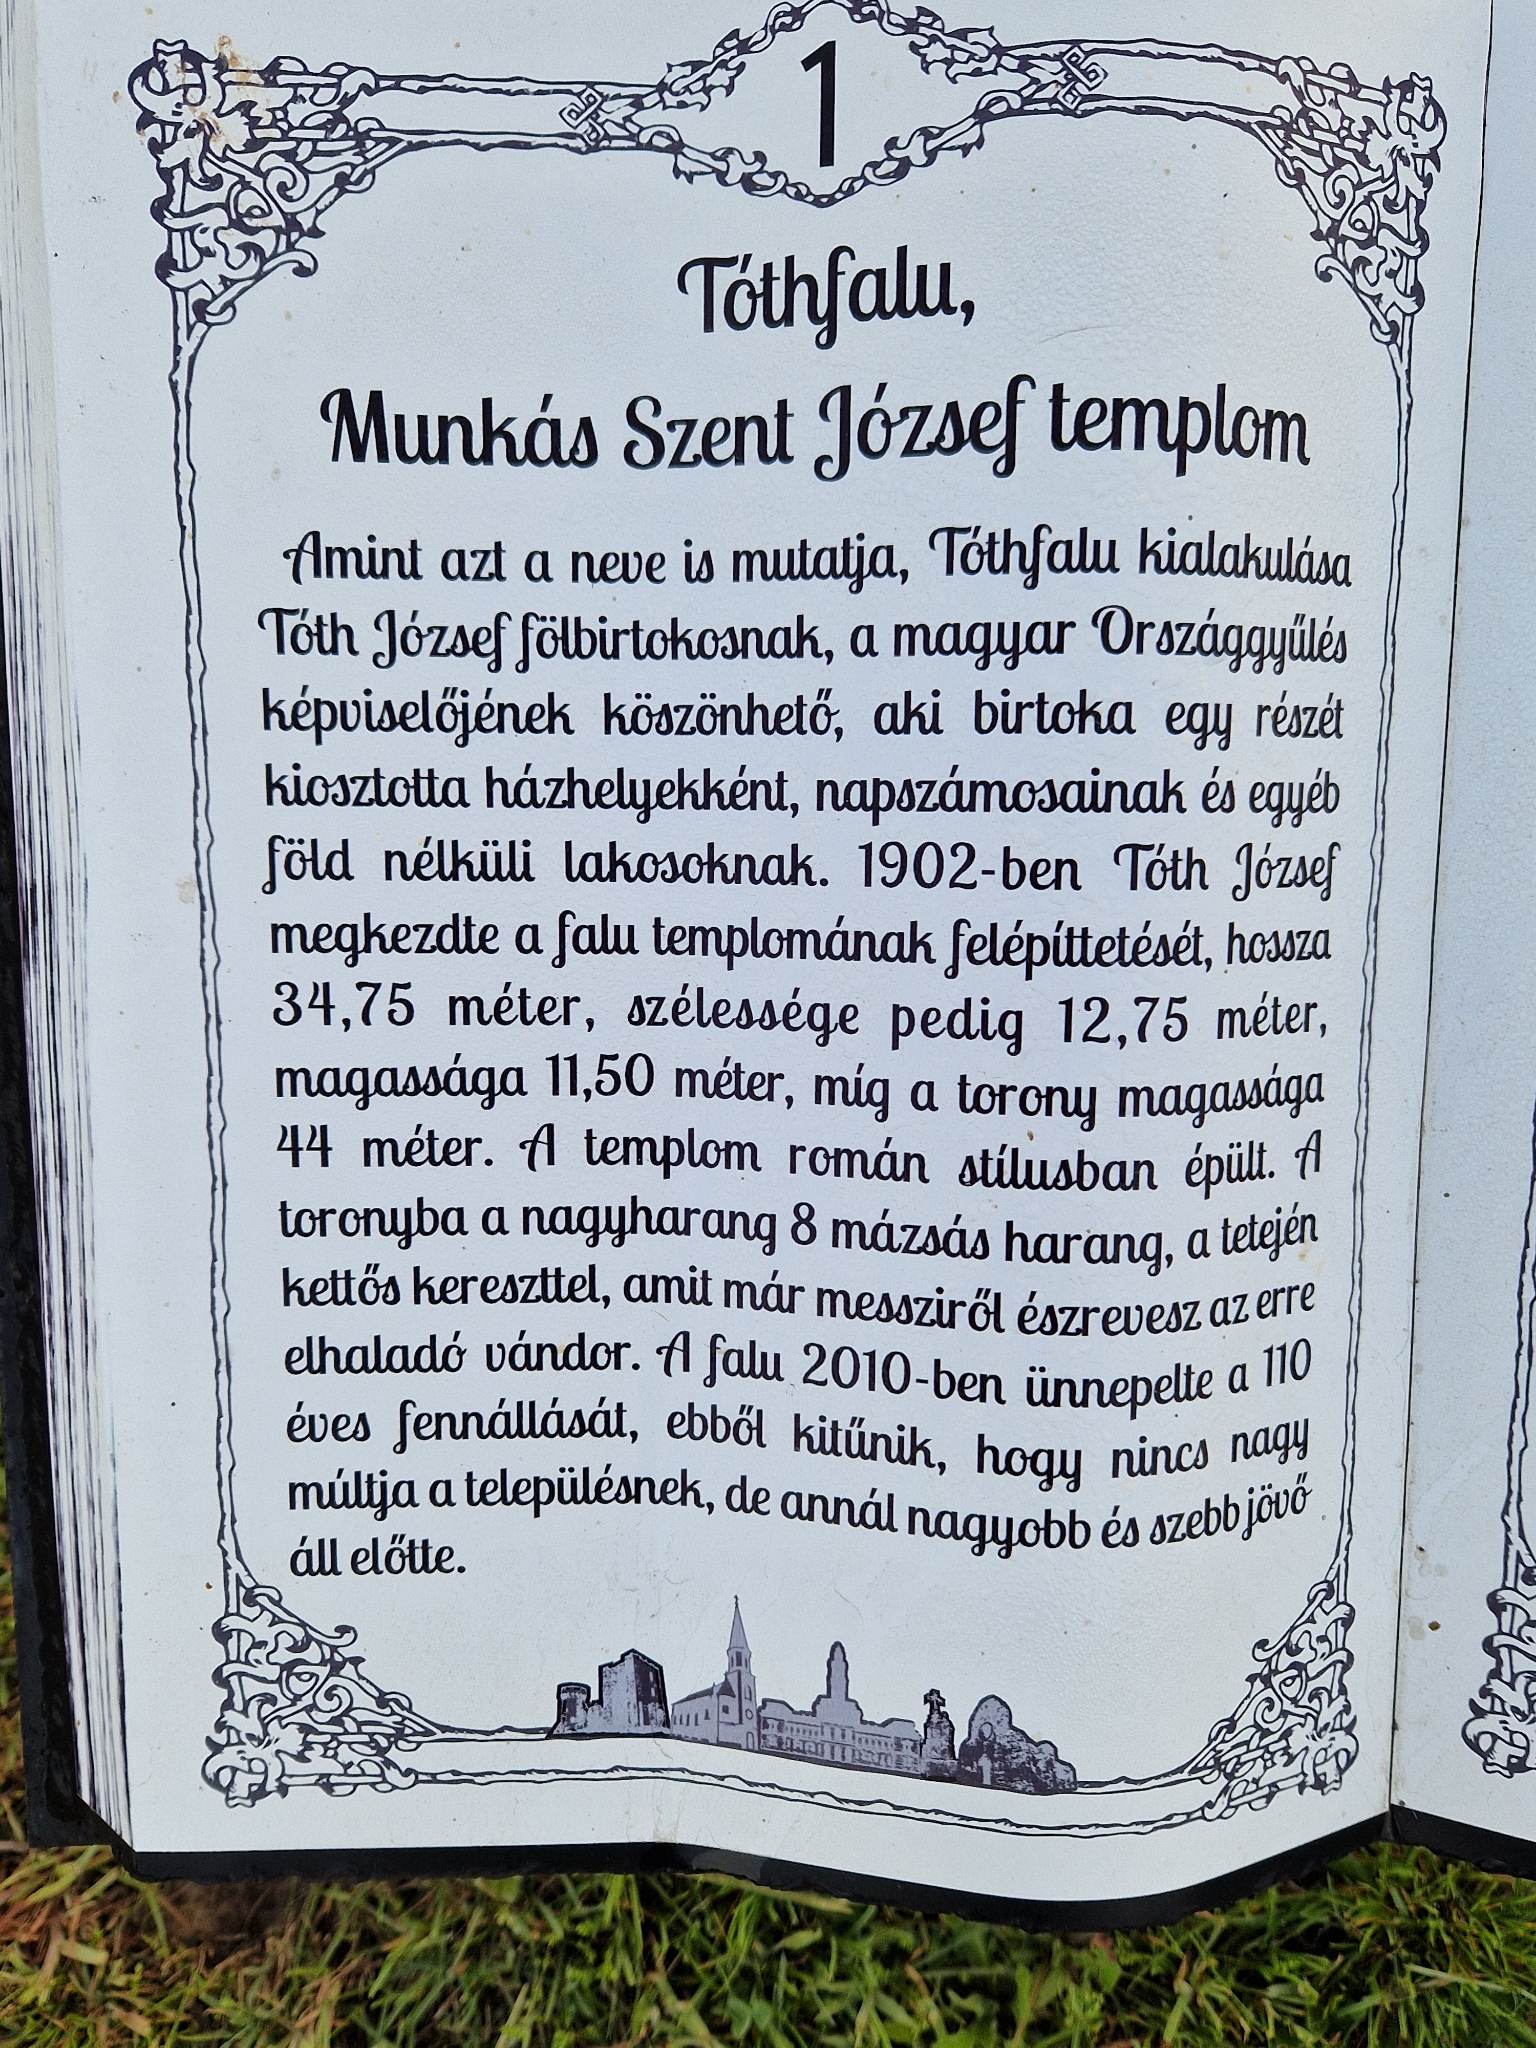 1
Tóthfalu,
Munkás Szent József templom
Amint azt a neve is mutatja, Tóthfalu kialakulása
Tóth József fölbirtokosnak, a magyar Országgyűlés
képviselőjének köszönhető, aki birtoka egy részét
kiosztotta házhelyekként, napszámosainak és egyéb
föld nélküli lakosoknak. 1902-ben Tóth József
megkezdte a falu templomának felépíttetését, hossza
34,75 méter, szélessége pedig 12,75 méter,
magassága 11,50 méter, míg a torony magassága
44 méter. A templom román stílusban épült. A
toronyba a nagyharang 8 mázsás harang, a tetején
kettős kereszttel, amit már messziről észrevesz az erre
elhaladó vándor. A falu 2010-ben ünnepelte a 110
éves fennállását, ebből kitűnik, hogy nincs nagy
múltja a településnek, de annál nagyobb és szebb jövő
áll előtte.